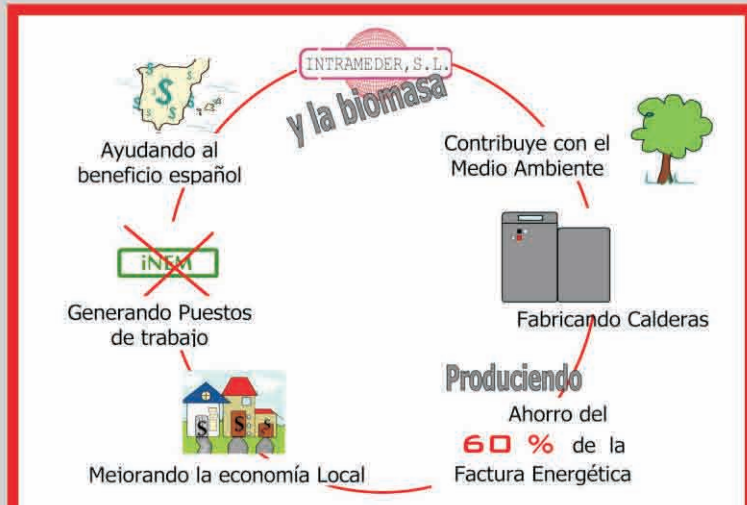 INTRAMEDER, S.L.
y la biomasa
Contribuye con el
Medio Ambiente
Fabricando Calderas
Produciendo
Ahorro del
60 % de la
Factura Energética
Mejorando la economía Local
Generando Puestos
de trabajo
iNEM
Ayudando al
beneficio español
$
$
$
$
$
$
$
$